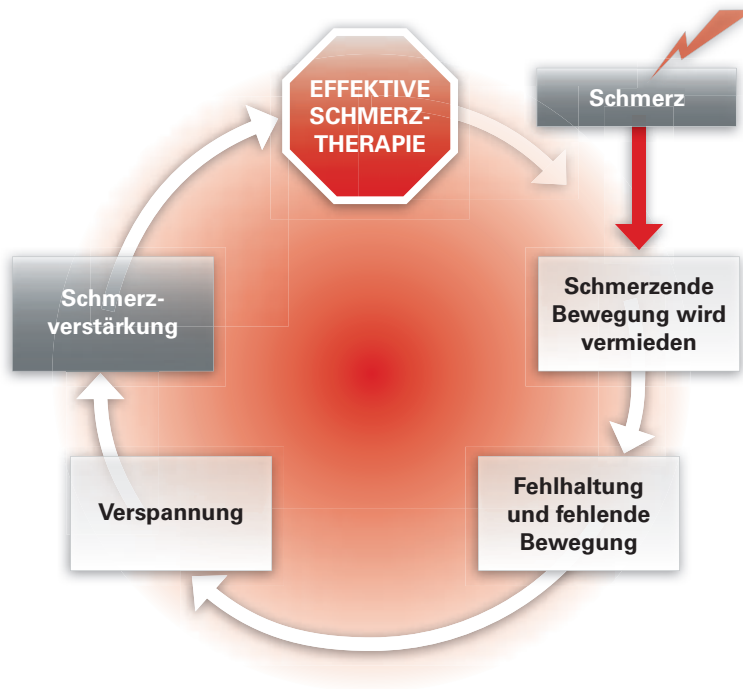 EFFEKTIVE
SCHMERZ-
THERAPIE
Schmerz
Schmerzende
Bewegung wird
vermieden
Fehlhaltung
und fehlende
Bewegung
Verspannung
Schmerz-
verstärkung